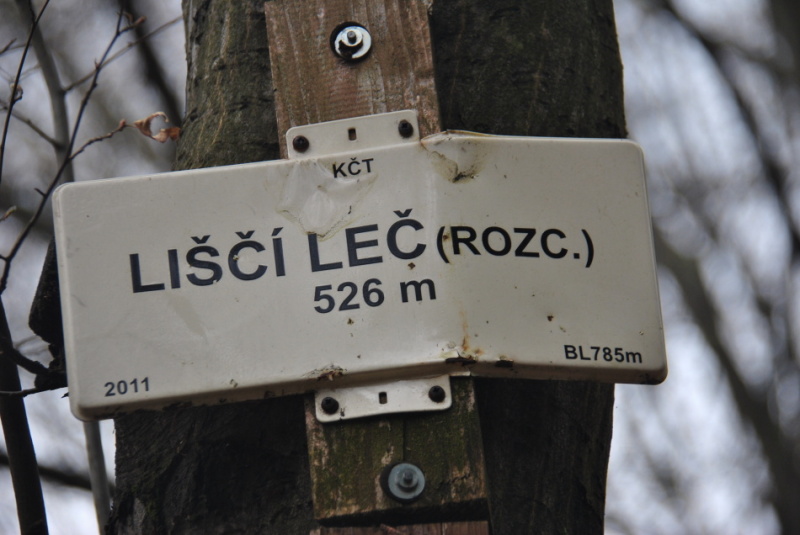 KČT
LIŠČÍ LEČ (ROZC.)
526 m
BL785m
2011